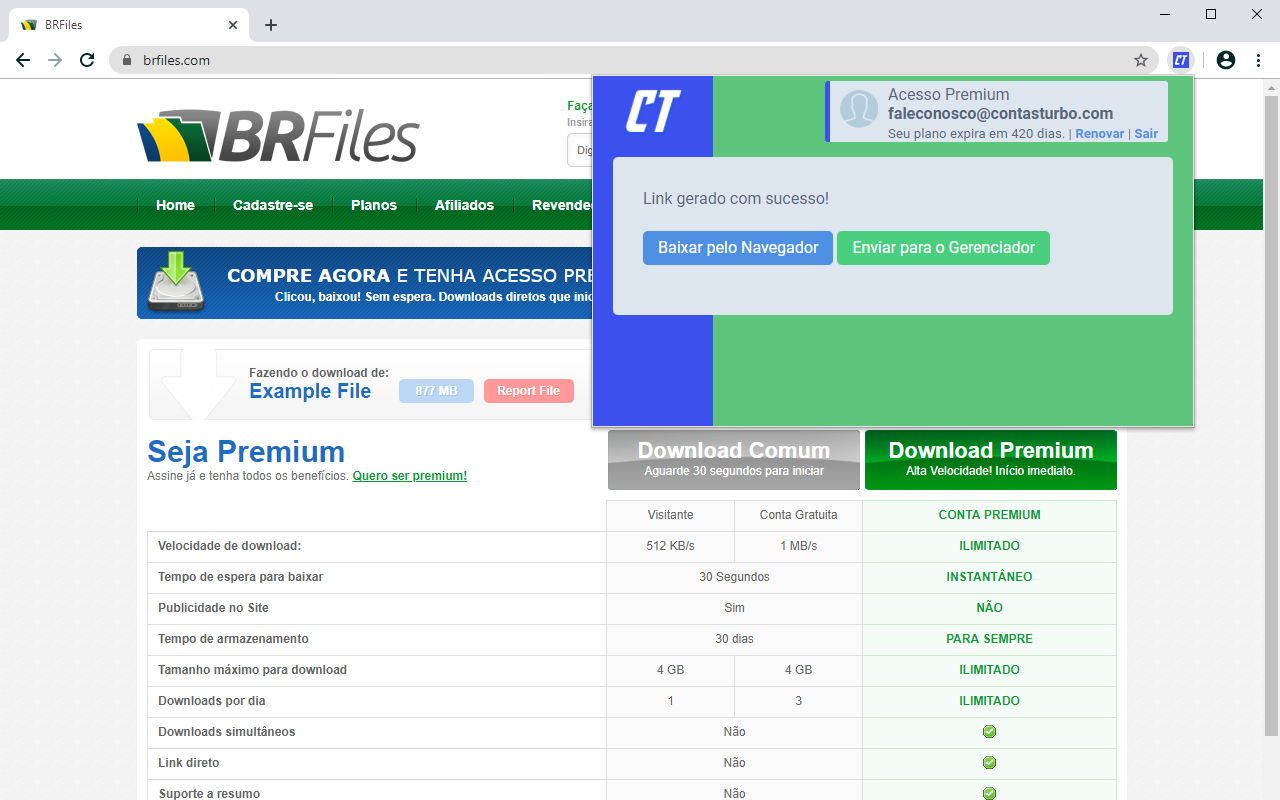 BRFiles
brfiles.com
CT
CT
Acesso Premium
faleconosco@contasturbo.com
Seu plano expira em 420 dias. | Renovar | Sair
Link gerado com sucesso!
Baixar pelo Navegador
Enviar para o Gerenciador
BRFiles
Faça
Insira
Dig
Home
Cadastre-se
Planos
Afiliados
Revende
COMPRE AGORA E TENHA ACESSO PRE
Clicou, baixou! Sem espera. Downloads diretos que inic
Fazendo o download de:
Example File
877 MB
Report File
Seja Premium
Assine já e tenha todos os benefícios. Quero ser premium!
Download Comum
Aguarde 30 segundos para iniciar
Download Premium
Alta Velocidade! Início imediato.
Visitante Conta Gratuita CONTA PREMIUM
Velocidade de download: 512 KB/s 1 MB/s ILIMITADO
Tempo de espera para baixar 30 Segundos INSTANTÂNEO
Publicidade no Site Sim NÃO
Tempo de armazenamento 30 dias PARA SEMPRE
Tamanho máximo para download 4 GB 4 GB ILIMITADO
Downloads por dia 1 3 ILIMITADO
Downloads simultâneos Não
Link direto Não
Suporte a resumo Não